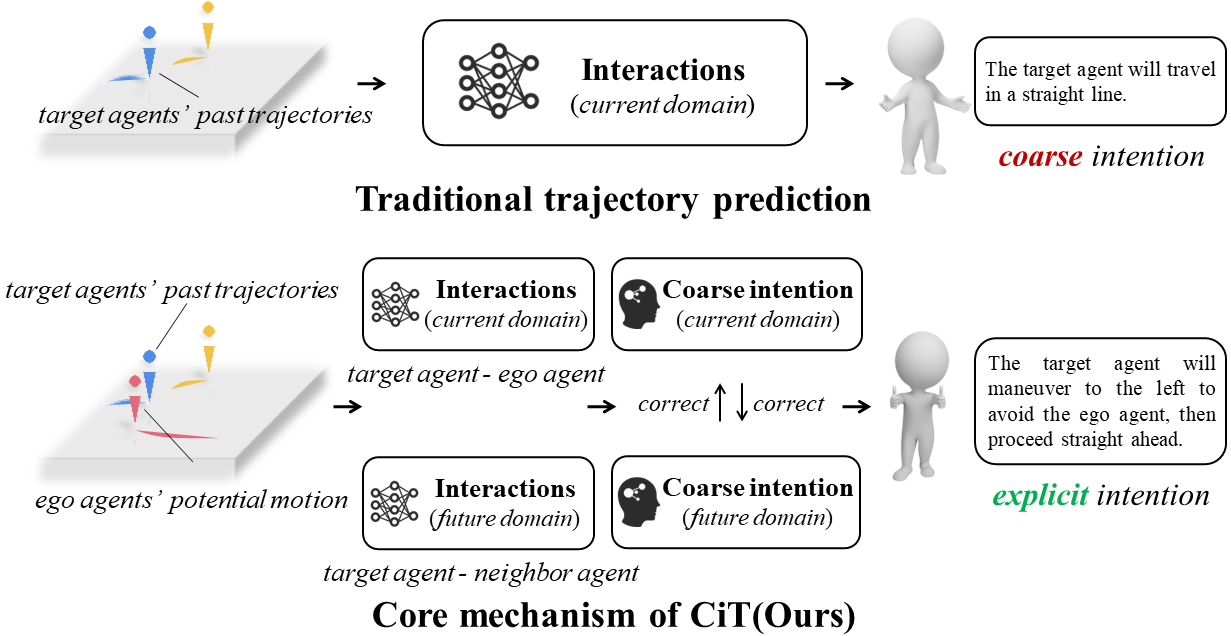 target agents’ past trajectories
Interactions
(current domain)
The target agent will travel
in a straight line.
coarse intention
Traditional trajectory prediction
target agents’ past trajectories
ego agents’ potential motion
Interactions
(current domain)
target agent - ego agent
Coarse intention
(current domain)
correct
correct
Interactions
(future domain)
target agent - neighbor agent
Coarse intention
(future domain)
The target agent will
maneuver to the left to
avoid the ego agent, then
proceed straight ahead.
explicit intention
Core mechanism of CiT(Ours)